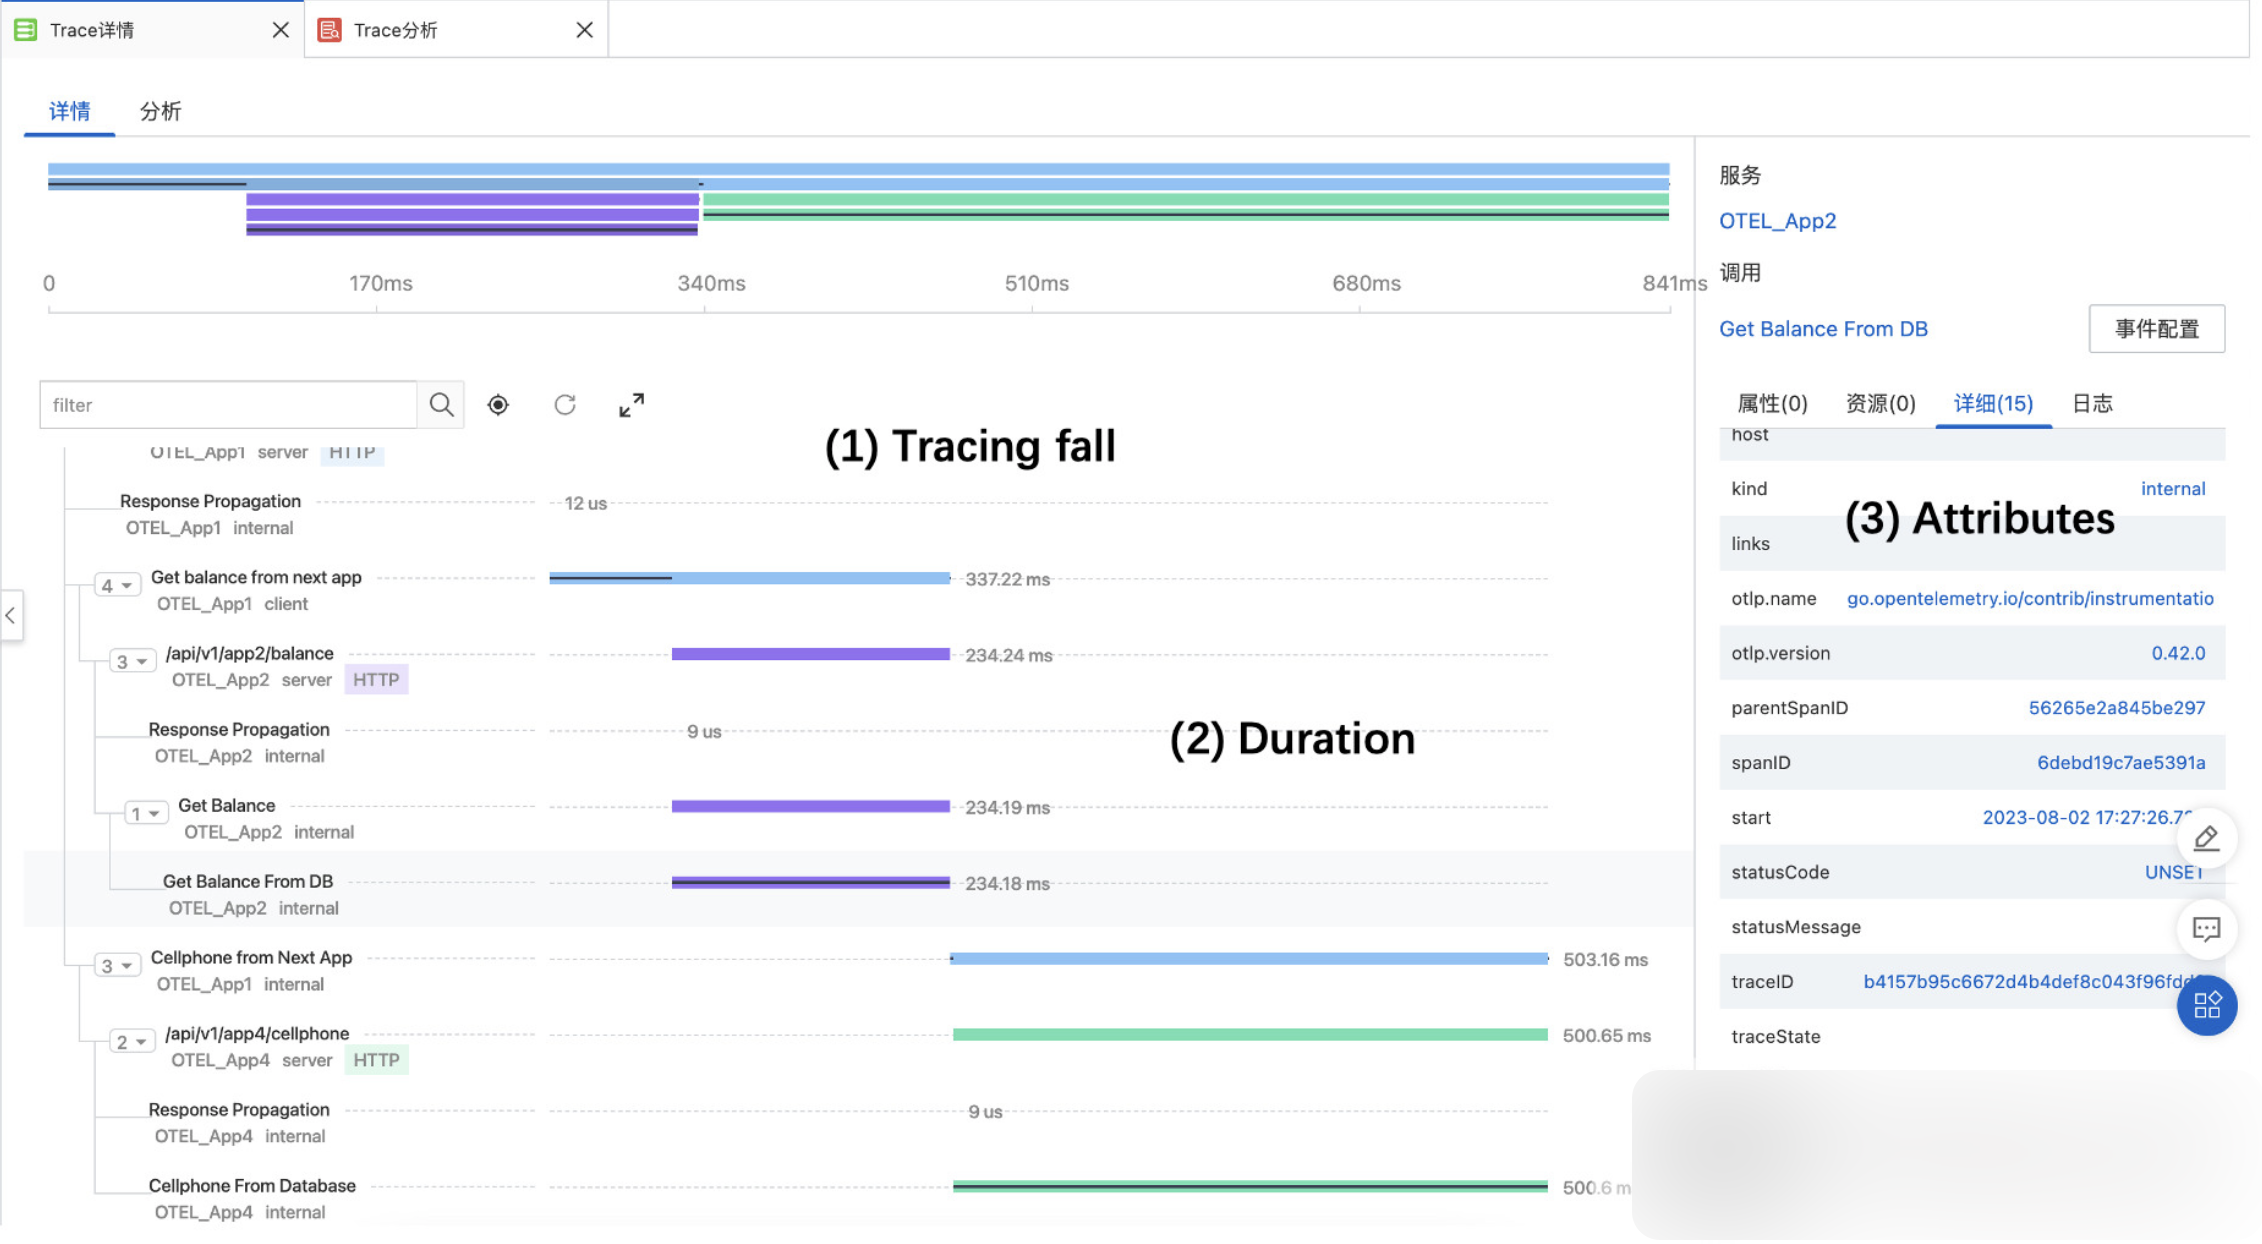 Trace详情
Trace分析
详情 分析
0 170ms 340ms 510ms 680ms 841ms
filter
(1) Tracing fall
OTEL_App1 server HTTP
Response Propagation 12 us
OTEL_App1 internal
4 Get balance from next app 337.22 ms
OTEL_App1 client
3 /api/v1/app2/balance 234.24 ms
OTEL_App2 server HTTP
Response Propagation 9 us
OTEL_App2 internal
(2) Duration
1 Get Balance 234.19 ms
OTEL_App2 internal
Get Balance From DB 234.18 ms
OTEL_App2 internal
3 Cellphone from Next App 503.16 ms
OTEL_App1 internal
2 /api/v1/app4/cellphone 500.65 ms
OTEL_App4 server HTTP
Response Propagation 9 us
OTEL_App4 internal
Cellphone From Database 500.6 m
OTEL_App4 internal
服务
OTEL_App2
调用
Get Balance From DB 事件配置
属性(0) 资源(0) 详细(15) 日志
host
kind internal
(3) Attributes
links
otlp.name go.opentelemetry.io/contrib/instrumentatio
otlp.version 0.42.0
parentSpanID 56265e2a845be297
spanID 6debd19c7ae5391a
start 2023-08-02 17:27:26.7
statusCode UNSET
statusMessage
traceID b4157b95c6672d4b4def8c043f96fdd
traceState